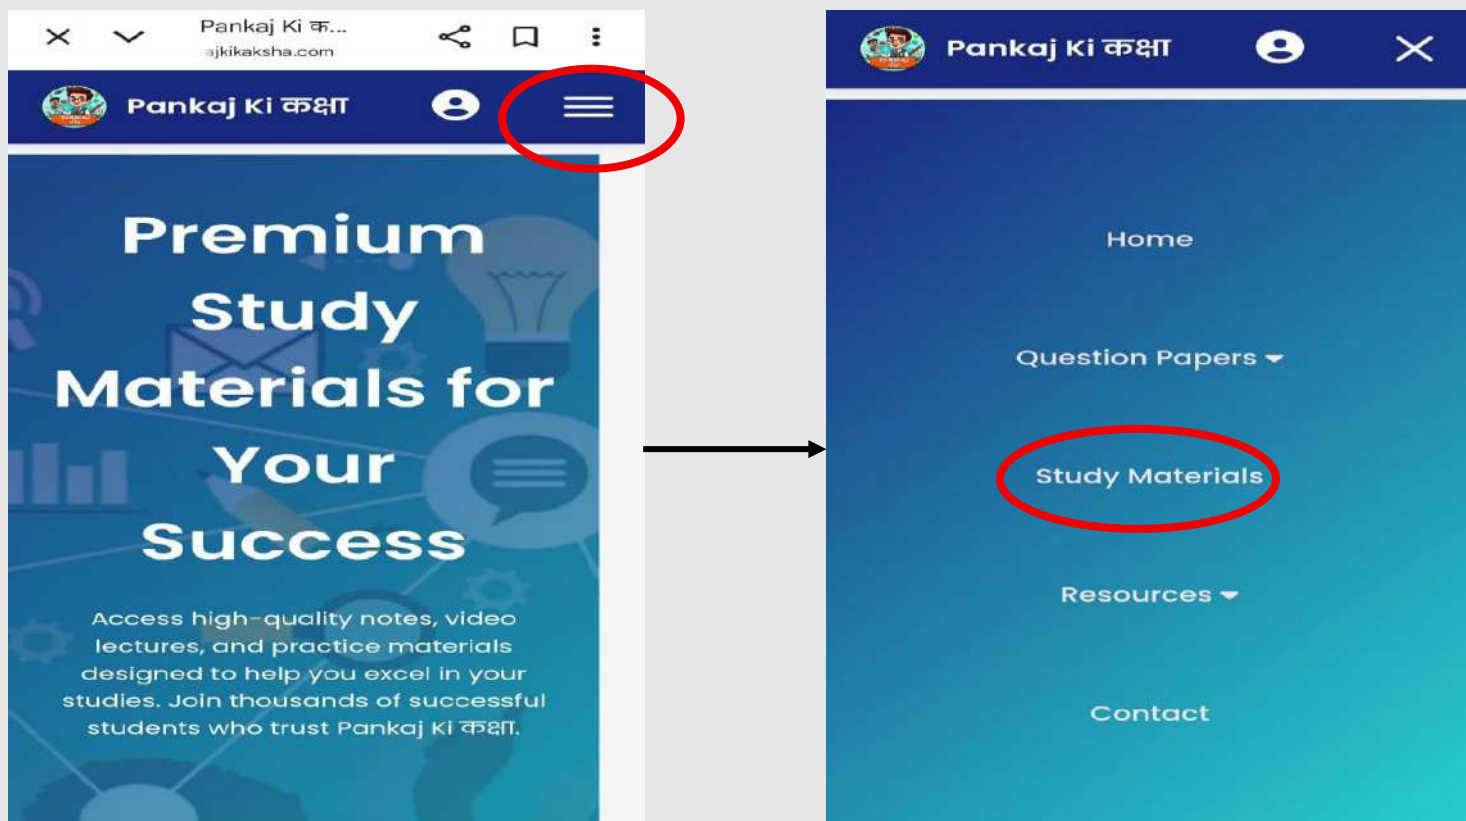 Pankaj Ki क...
ajkikaksha.com
Pankaj Ki कक्षा
Premium
Study
Materials for
Your
Success
Access high-quality notes, video
lectures, and practice materials
designed to help you excel in your
studies. Join thousands of successful
students who trust Pankaj Ki कक्षा.
Pankaj Ki कक्षा
Home
Question Papers
Study Materials
Resources
Contact